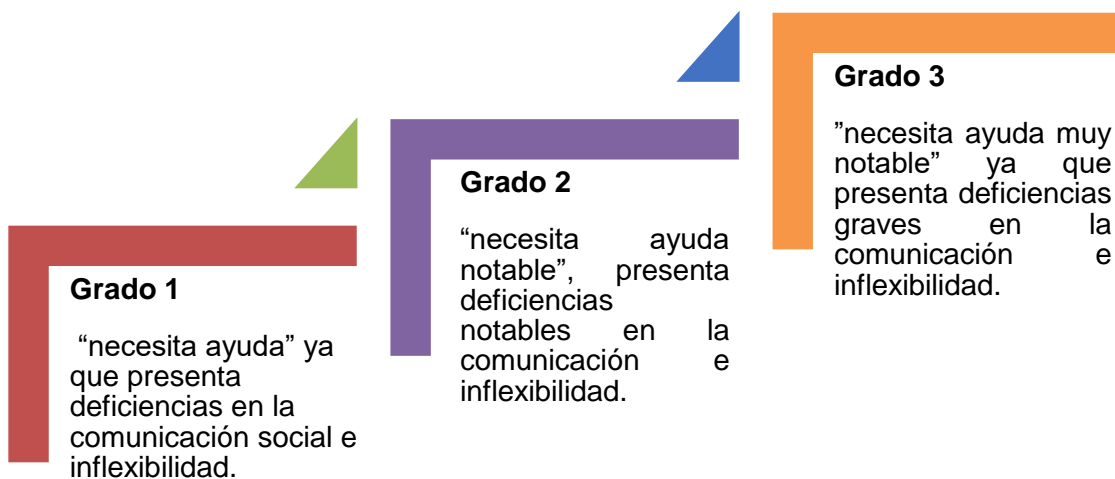 Grado 1
“necesita ayuda” ya
que presenta
deficiencias en la
comunicación social e
inflexibilidad.
Grado 2
“necesita ayuda
notable”, presenta
deficiencias
notables en la
comunicación e
inflexibilidad.
Grado 3
”necesita ayuda muy
notable” ya que
presenta deficiencias
graves en la
comunicación e
inflexibilidad.